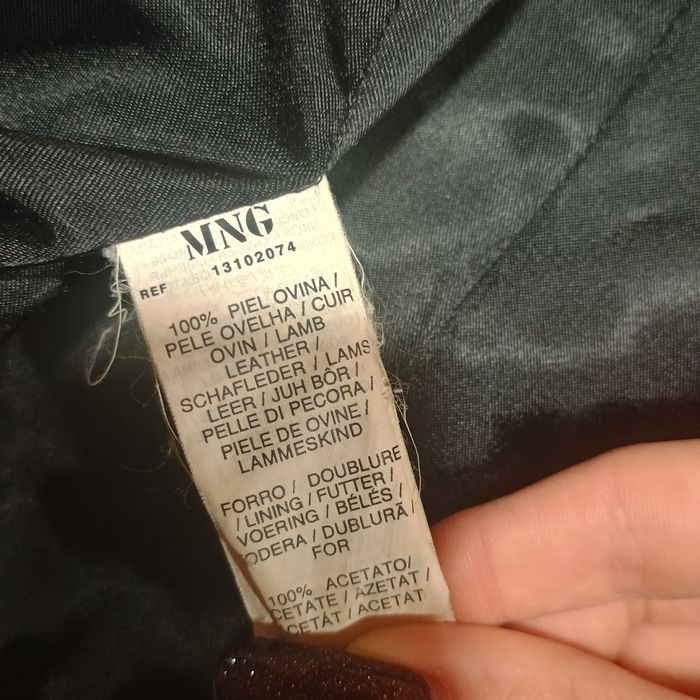 MNG
REF 13102074
100% PIEL OVINA /
PELE OVELHA / CUIR
OVIN / LAMB
LEATHER /
SCHAFLEDER / LAMS
LEER / JUH BÔR /
PELLE DI PECORA /
PIELE DE OVINE /
LAMMESKIND
FORRO / DOUBLURE
/ LINING / FUTTER /
VOERING / BÉLÉS /
ODERA / DUBLURĂ /
FOR
100% ACETATO/
CETATE / AZETAT /
CETÁT / ACETAT